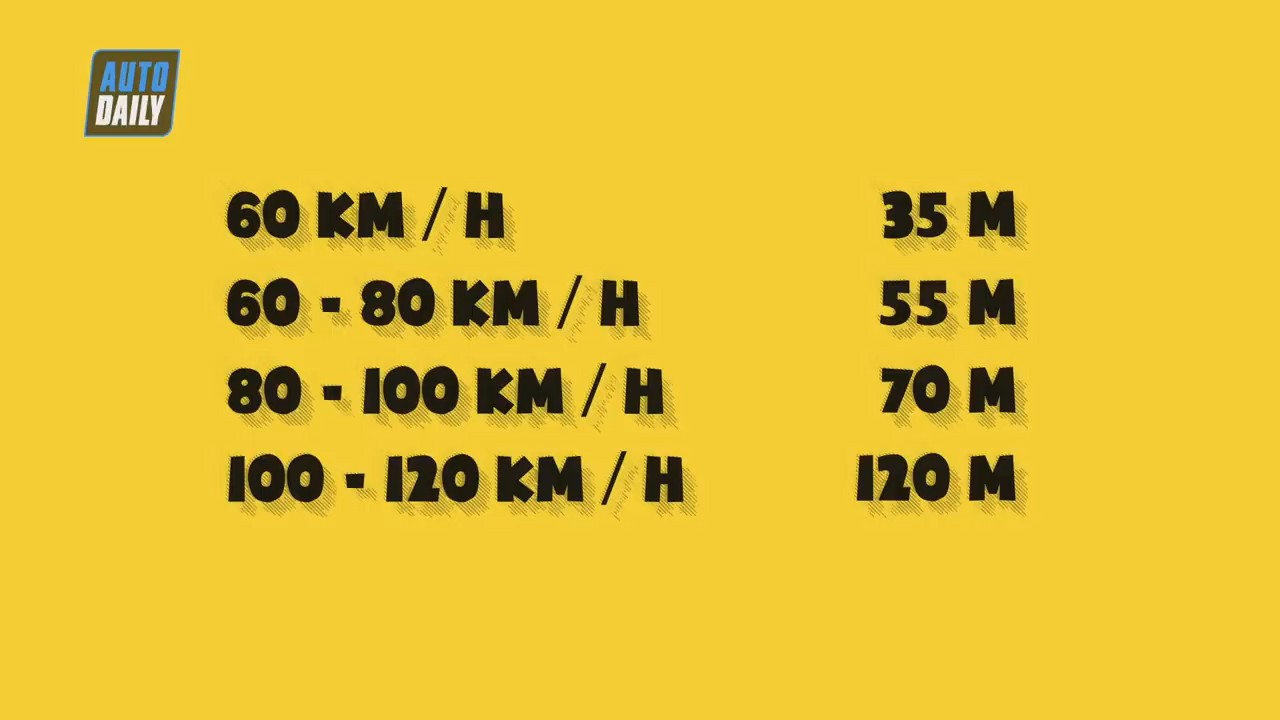 AUTO
DAILY
60 KM / H 35 M
60 - 80 KM / H 55 M
80 - 100 KM / H 70 M
100 - 120 KM / H 120 M